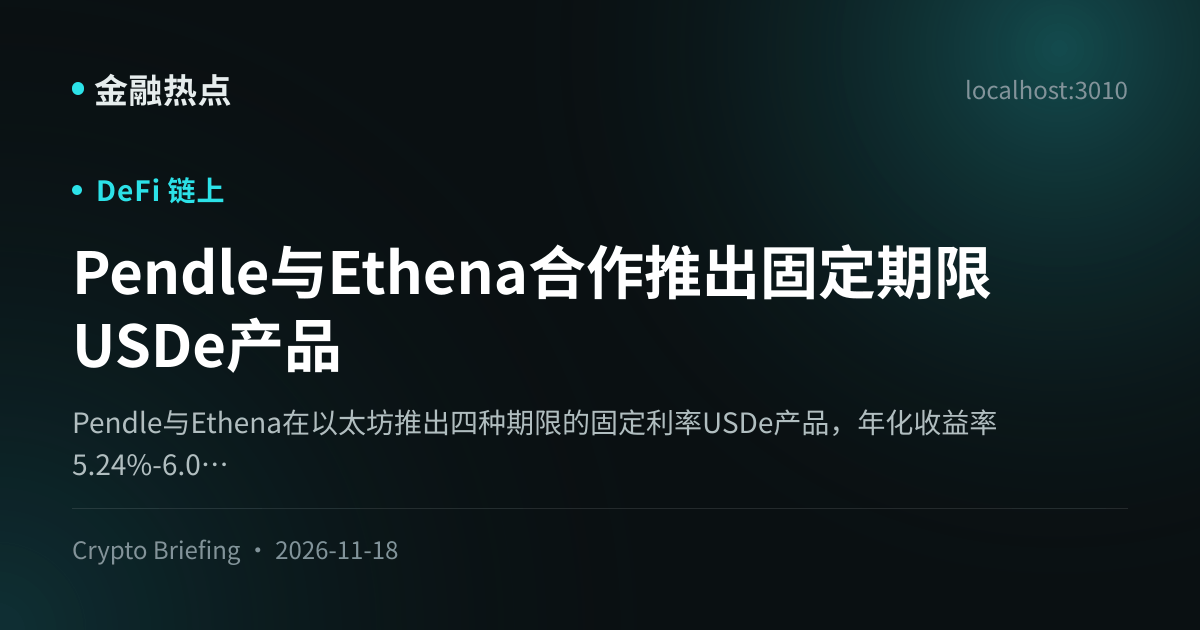 金融热点
localhost:3010
DeFi 链上
Pendle与Ethena合作推出固定期限
USDe产品
Pendle与Ethena在以太坊推出四种期限的固定利率USDe产品，年化收益率
5.24%-6.0…
Crypto Briefing · 2026-11-18